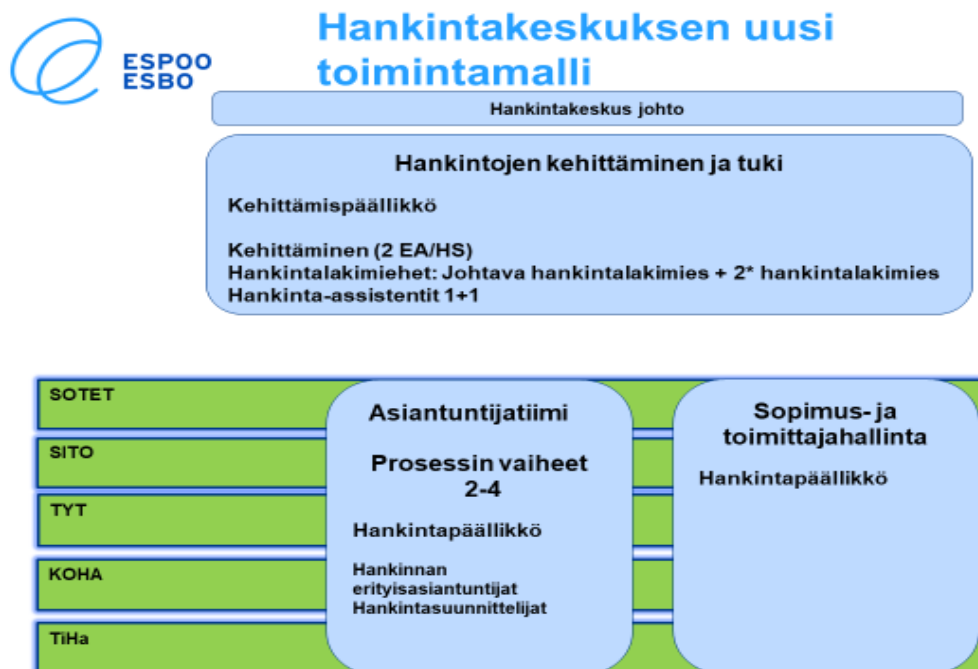 ESPOO
ESBO
Hankintakeskuksen uusi
toimintamalli
Hankintakeskus johto
Hankintojen kehittäminen ja tuki
Kehittämispäällikkö
Kehittäminen (2 EA/HS)
Hankintalakimiehet: Johtava hankintalakimies + 2* hankintalakimies
Hankinta-assistentit 1+1
SOTET
SITO
TYT
KOHA
TiHa
Asiantuntijatiimi
Prosessin vaiheet
2-4
Hankintapäällikkö
Hankinnan
erityisasiantuntijat
Hankintasuunnittelijat
Sopimus- ja
toimittajahallinta
Hankintapäällikkö